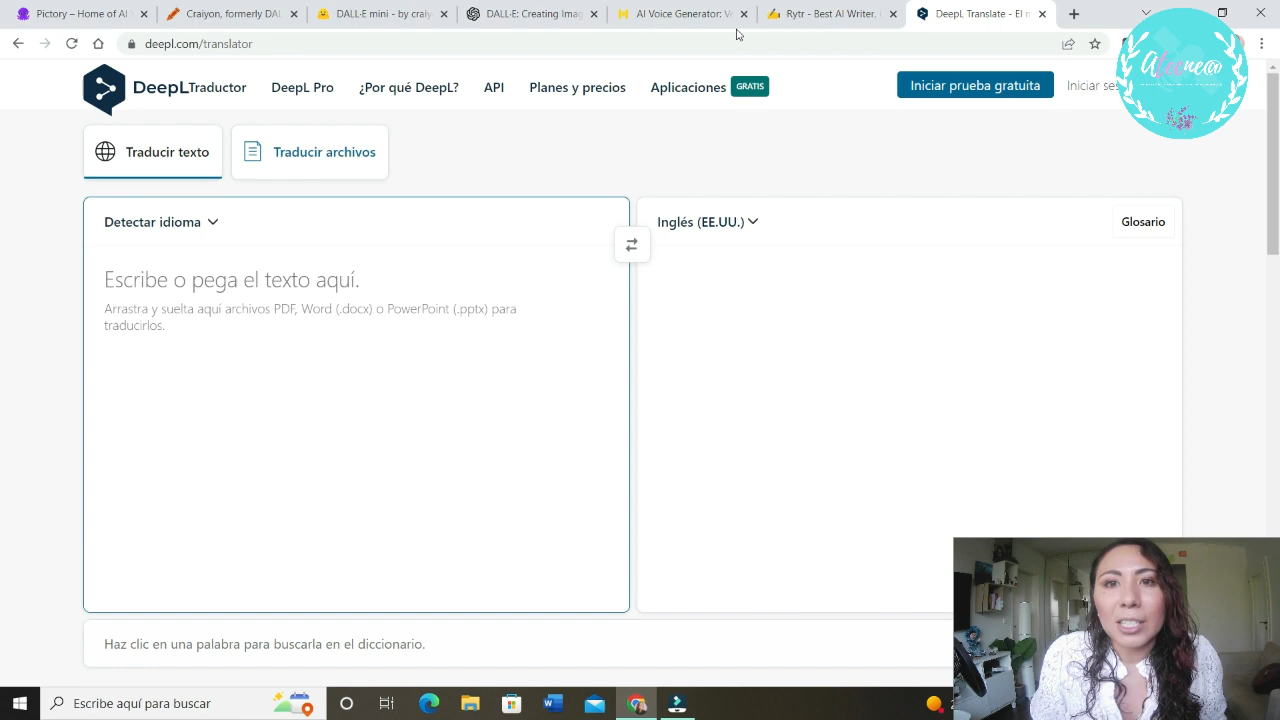 Pictory – Home of AI
Craiyon, formerly DAL
DALL·E mini - by craiy
DALL·E: Creating Imag
AI Voice Generator: Ve
Rytr - Best AI Writer,
DeepL Translate - El m
deepl.com/translator
DeepL
Traductor
DeepL Pro
¿Por qué DeepL?
API
Planes y precios
Aplicaciones
GRATIS
Iniciar prueba gratuita
Iniciar ses
Traducir texto
Traducir archivos
Detectar idioma
Inglés (EE.UU.)
Glosario
Escribe o pega el texto aquí.
Arrastra y suelta aquí archivos PDF, Word (.docx) o PowerPoint (.pptx) para
traducirlos.
Haz clic en una palabra para buscarla en el diccionario.
Escribe aquí para buscar